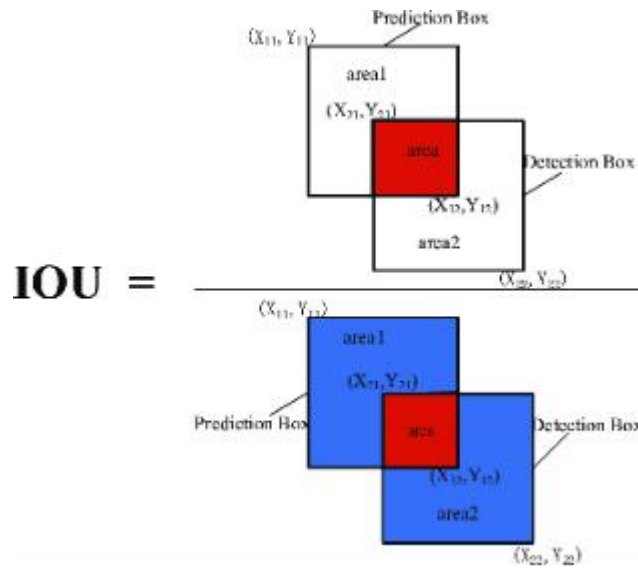 Prediction Box
(X₁₁, Y₁₁)
area1
(X₂₁,Y₂₁)
area
Detection Box
(X₁₂,Y₁₂)
area2
(X₂₂, Y₂₂)
IOU =
(X₁₁, Y₁₁)
area1
(X₂₁,Y₂₁)
Prediction Box
area
Detection Box
(X₁₂,Y₁₂)
area2
(X₂₂, Y₂₂)